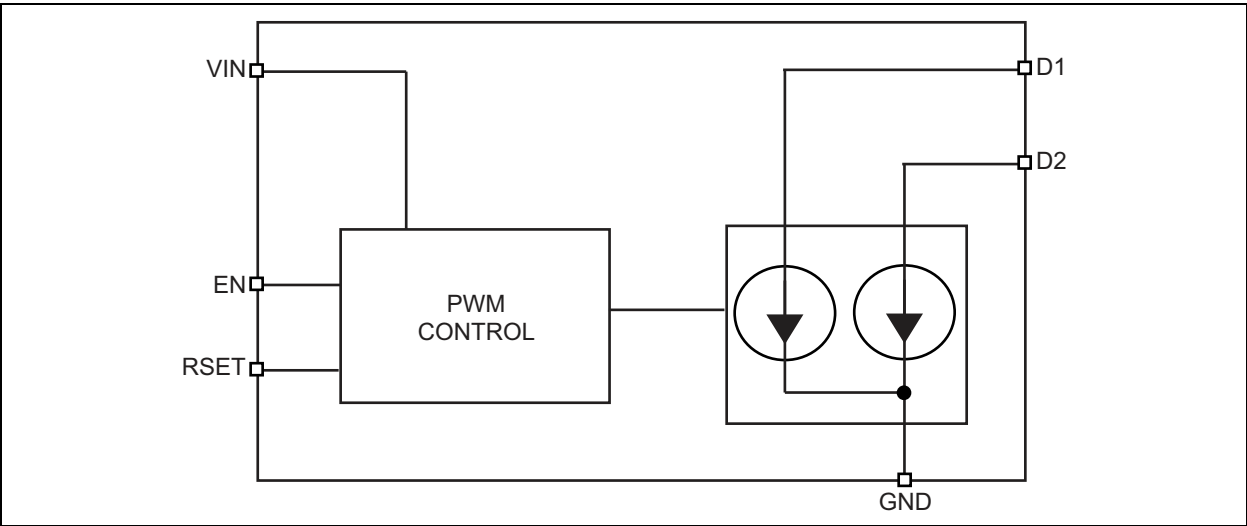 VIN
D1
D2
EN
PWM
CONTROL
RSET
GND